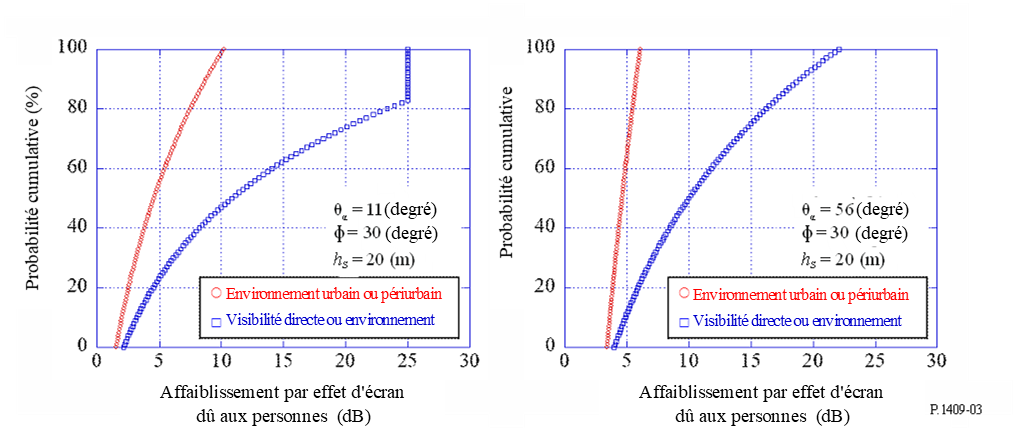 Probabilité cumulative (%)
100
80
60
40
20
0
θα = 11 (degré)
ϕ = 30 (degré)
hS = 20 (m)
Environnement urbain ou périurbain
Visibilité directe ou environnement
0 5 10 15 20 25 30
Affaiblissement par effet d'écran
dû aux personnes (dB)
Probabilité cumulative
100
80
60
40
20
0
θα = 56 (degré)
ϕ = 30 (degré)
hS = 20 (m)
Environnement urbain ou périurbain
Visibilité directe ou environnement
0 5 10 15 20 25 30
Affaiblissement par effet d'écran
dû aux personnes (dB)
P.1409-03